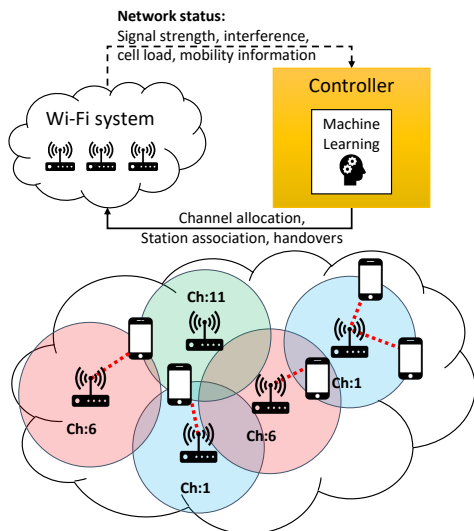 Network status:
Signal strength, interference,
cell load, mobility information
Controller
Wi-Fi system
Machine
Learning
Channel allocation,
Station association, handovers
Ch:11
Ch:1
Ch:6
Ch:6
Ch:1